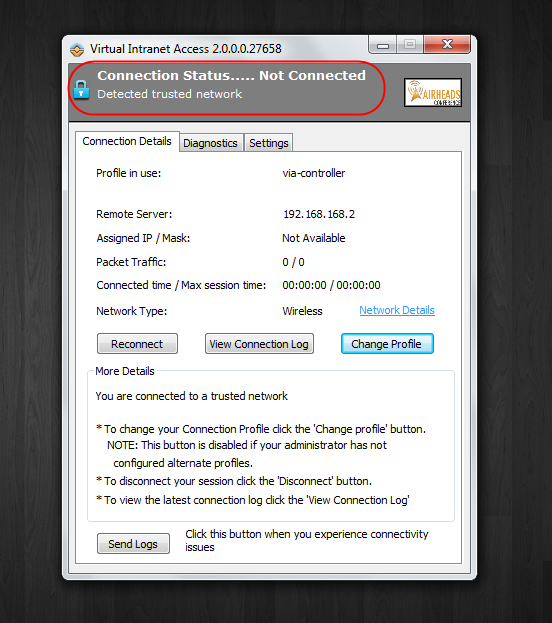 Virtual Intranet Access 2.0.0.0.27658
Connection Status..... Not Connected
Detected trusted network
AIRHEADS
CONFERENCE
Connection Details Diagnostics Settings
Profile in use: via-controller
Remote Server: 192.168.168.2
Assigned IP / Mask: Not Available
Packet Traffic: 0 / 0
Connected time / Max session time: 00:00:00 / 00:00:00
Network Type: Wireless Network Details
Reconnect View Connection Log Change Profile
More Details
You are connected to a trusted network
* To change your Connection Profile click the 'Change profile' button.
NOTE: This button is disabled if your administrator has not
configured alternate profiles.
* To disconnect your session click the 'Disconnect' button.
* To view the latest connection log click the 'View Connection Log'
Send Logs Click this button when you experience connectivity
issues